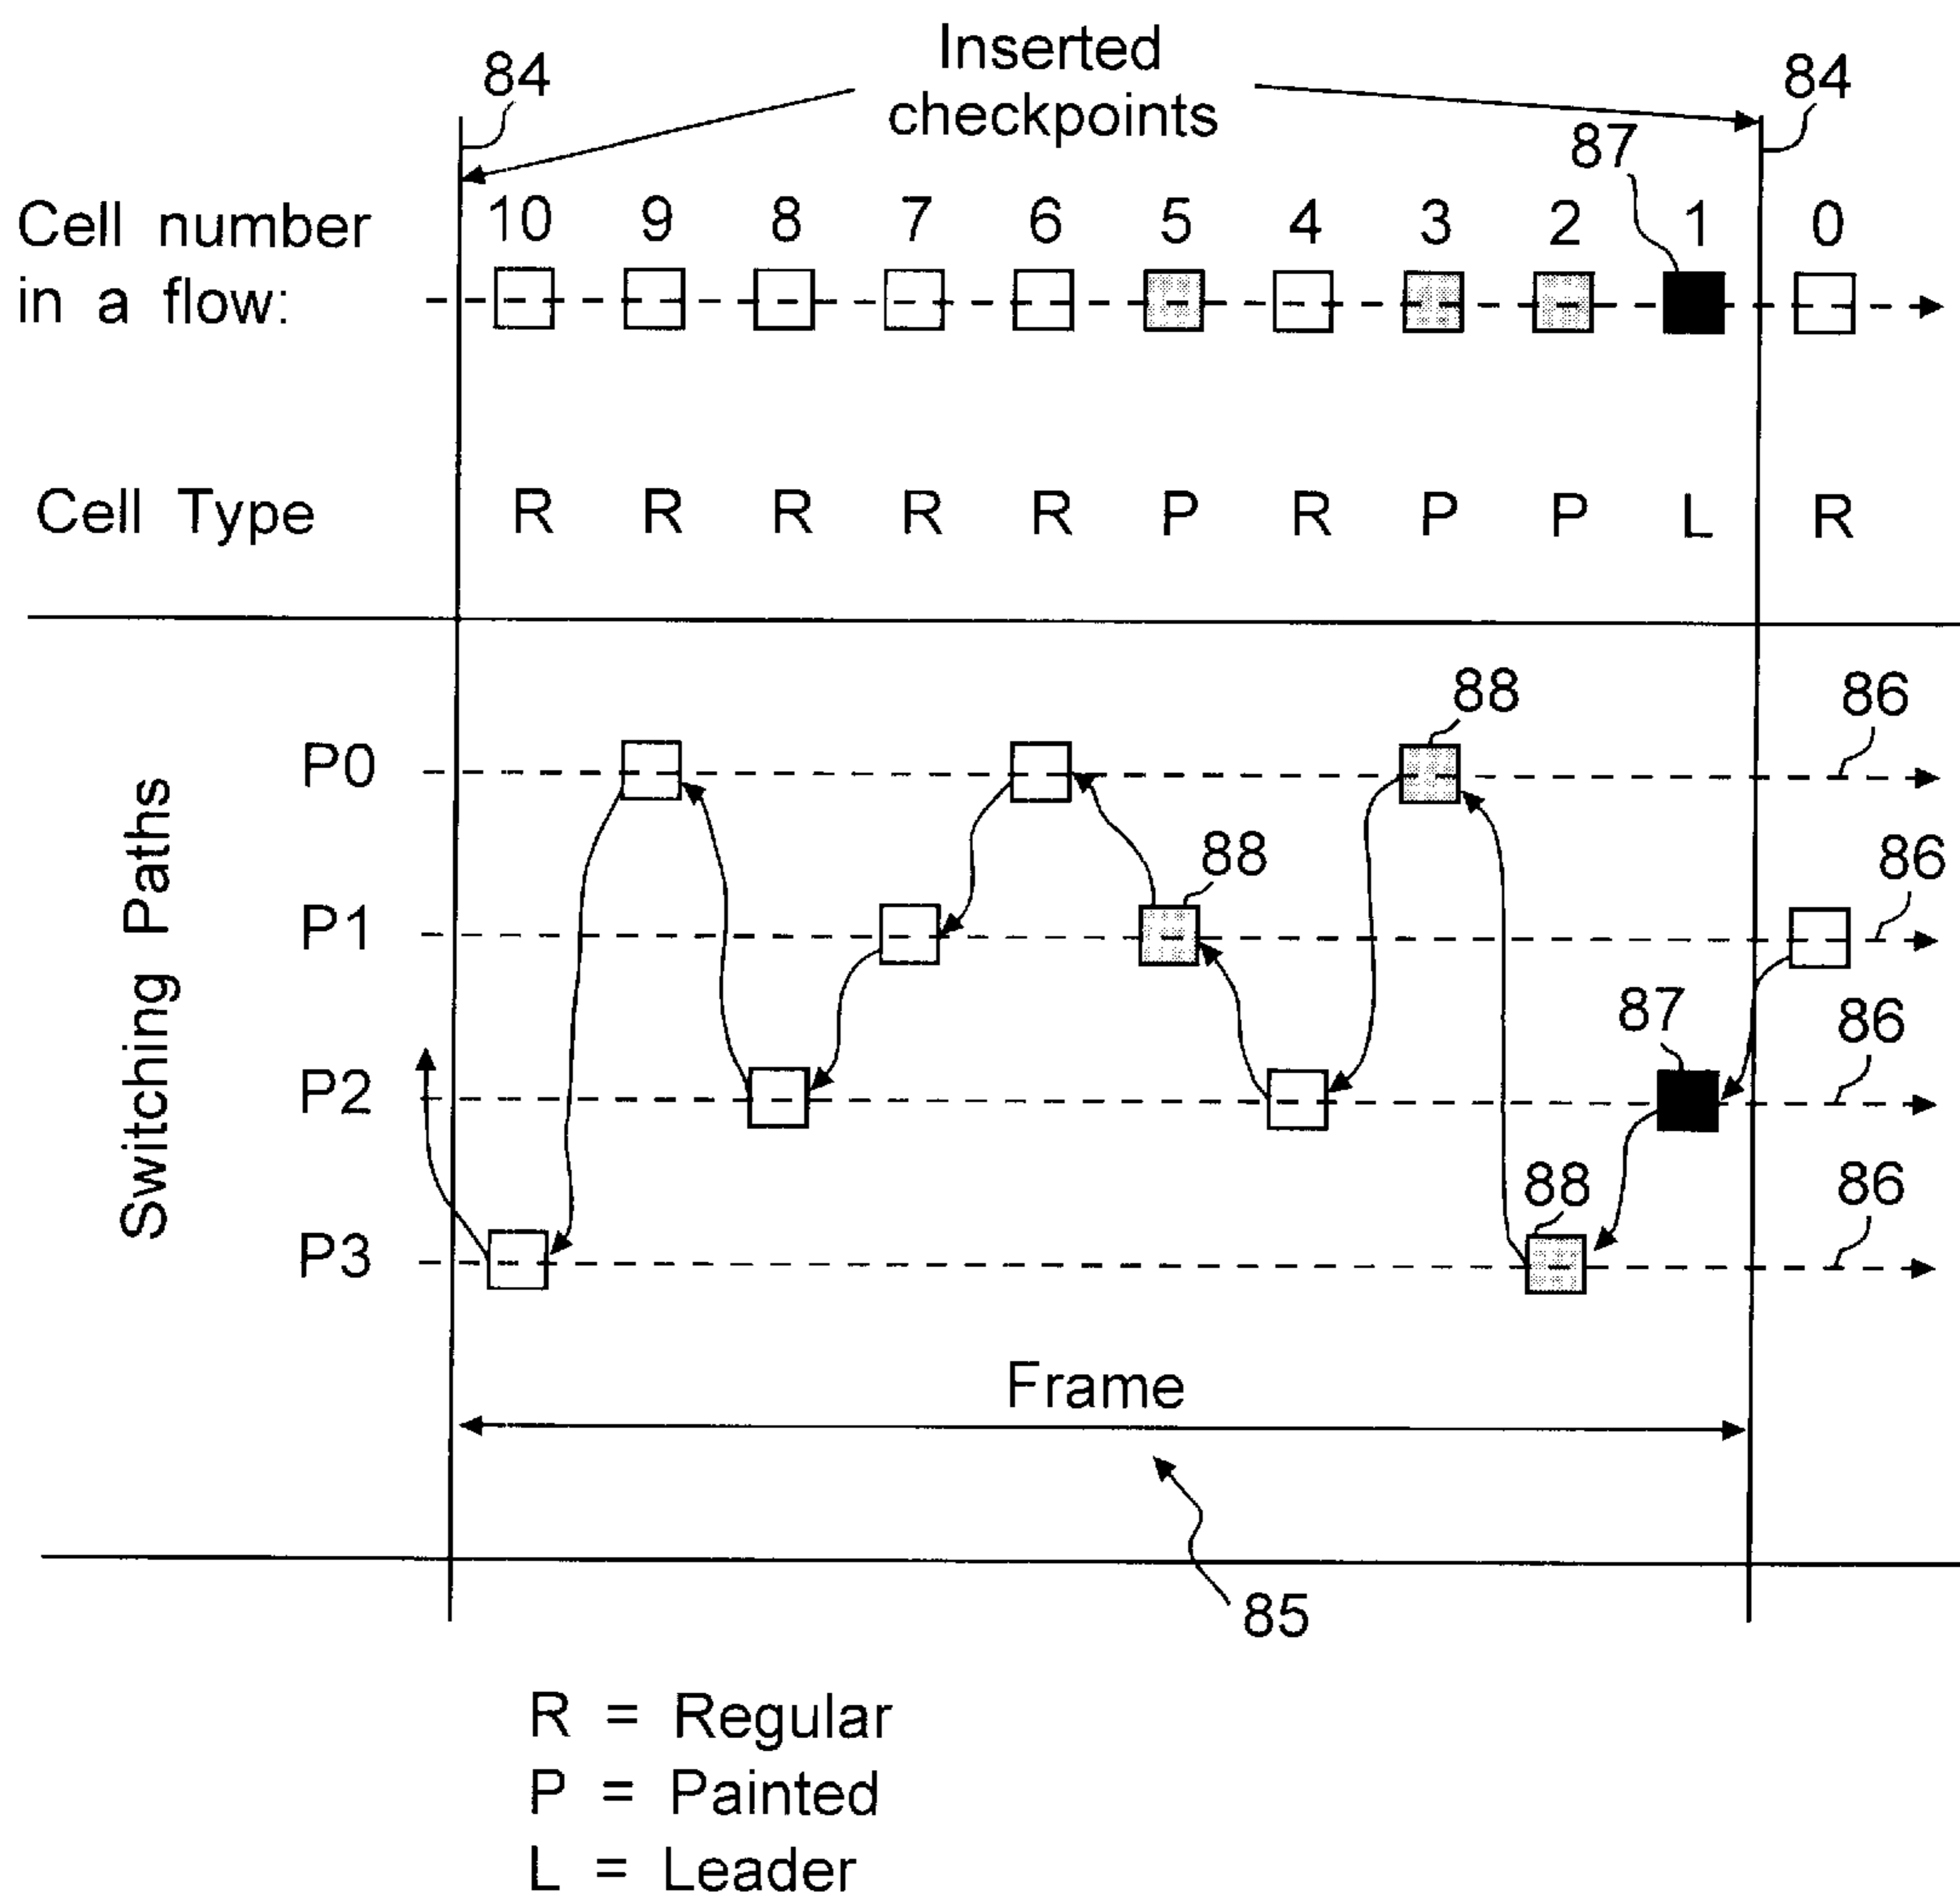 Inserted
checkpoints
84
84
87
Cell number
in a flow:
10 9 8 7 6 5 4 3 2 1 0
Cell Type R R R R R P R P P L R
Switching Paths
P0
P1
P2
P3
88
86
88
86
87
86
88
86
Frame
85
R = Regular
P = Painted
L = Leader